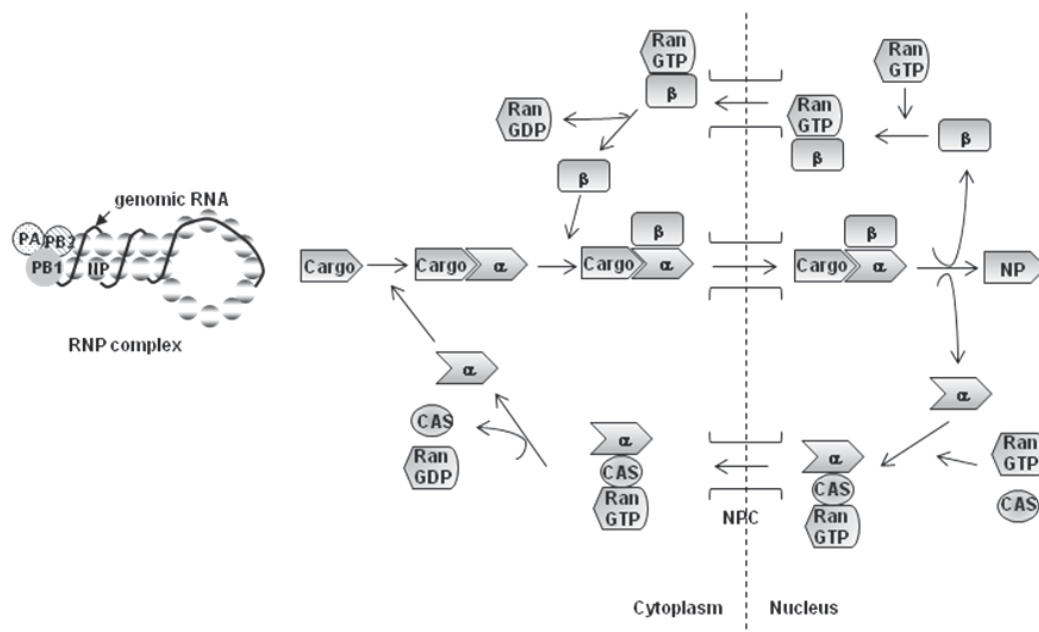 Ran
GTP
β
Ran
GTP
Ran
GDP
Ran
GTP
β
β
β
genomic RNA
PA
PB2
PB1
NP
RNP complex
Cargo
Cargo
α
β
Cargo
α
β
Cargo
α
NP
α
α
CAS
Ran
GDP
α
CAS
Ran
GTP
α
CAS
Ran
GTP
Ran
GTP
CAS
NPC
Cytoplasm
Nucleus